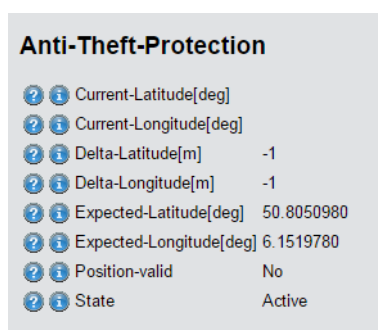 Anti-Theft-Protection
Current-Latitude[deg]
Current-Longitude[deg]
Delta-Latitude[m] -1
Delta-Longitude[m] -1
Expected-Latitude[deg] 50.8050980
Expected-Longitude[deg] 6.1519780
Position-valid No
State Active